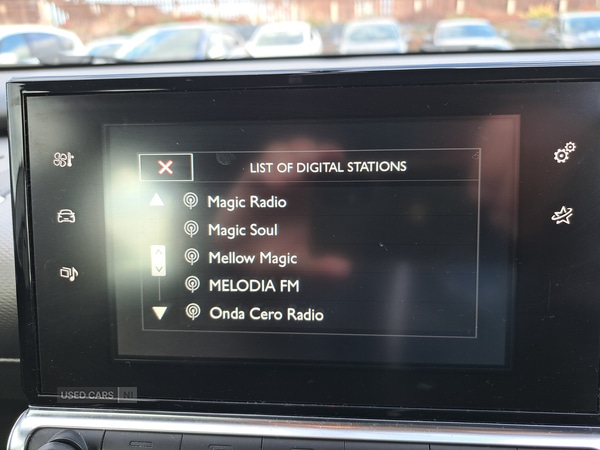 LIST OF DIGITAL STATIONS
Magic Radio
Magic Soul
Mellow Magic
MELODIA FM
Onda Cero Radio
USED CARS NI